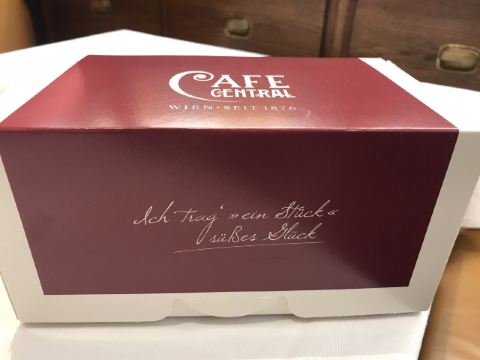 CAFE
CENTRAL
WIEN · SEIT 1876
Ich trag' »ein Stück«
süßes Glück